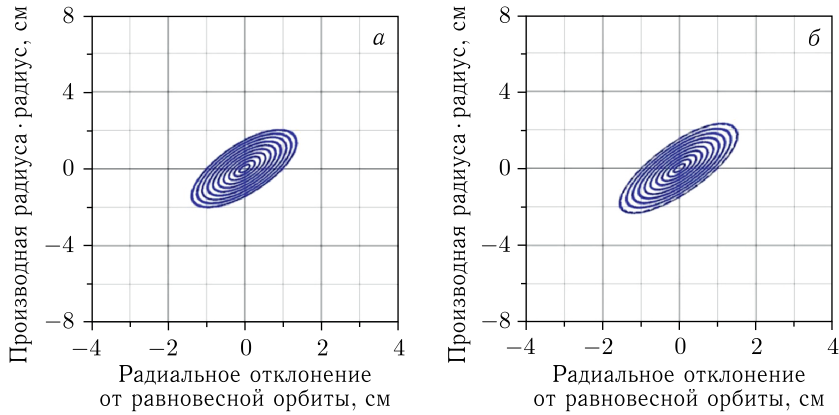 8
4
0
−4
−8
−4
−2
0
2
4
а
Производная радиуса · радиус, см
Радиальное отклонение
от равновесной орбиты, см
8
4
0
−4
−8
−4
−2
0
2
4
б
Производная радиуса · радиус, см
Радиальное отклонение
от равновесной орбиты, см